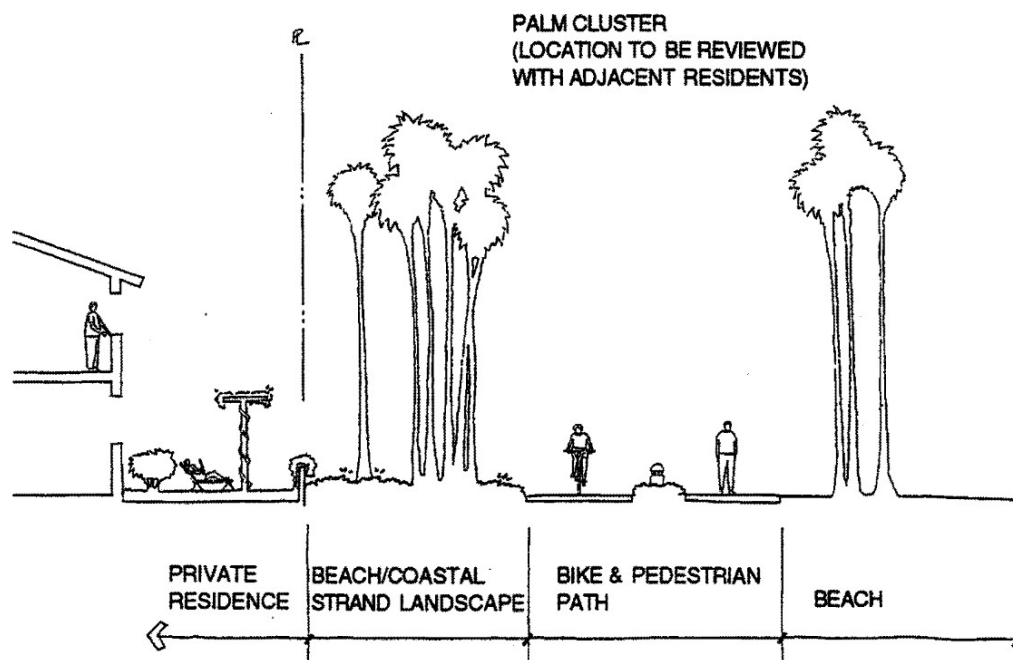 PL
PALM CLUSTER
(LOCATION TO BE REVIEWED
WITH ADJACENT RESIDENTS)
PRIVATE
RESIDENCE
BEACH/COASTAL
STRAND LANDSCAPE
BIKE & PEDESTRIAN
PATH
BEACH